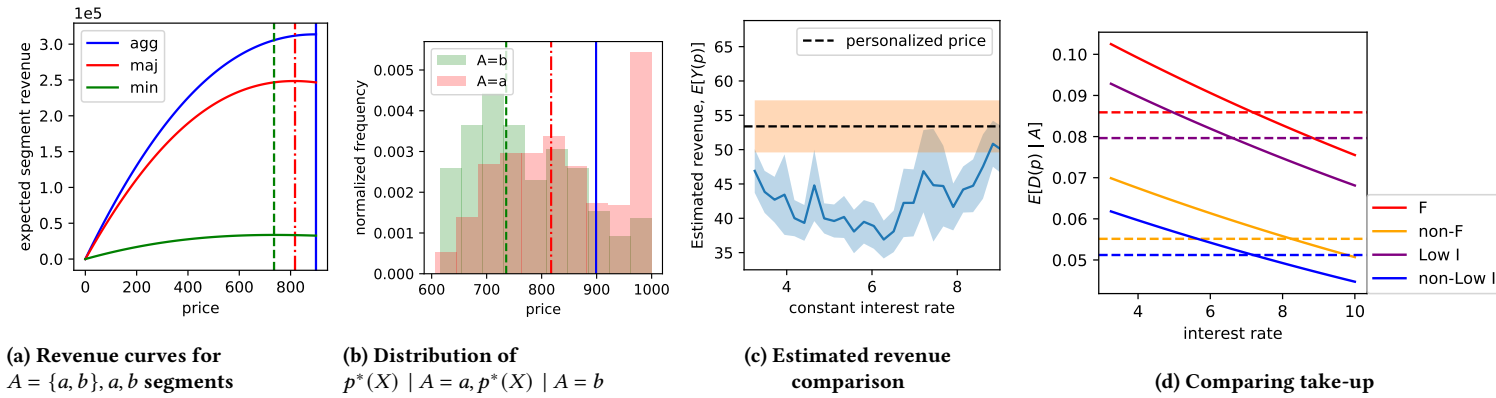 1e5
expected segment revenue
3.0
2.5
2.0
1.5
1.0
0.5
0.0
agg
maj
min
0 200 400 600 800
price
(a) Revenue curves for
A = {a, b}, a, b segments
normalized frequency
0.005
0.004
0.003
0.002
0.001
0.000
A=b
A=a
600 700 800 900 1000
price
(b) Distribution of
p*(X) | A = a, p*(X) | A = b
Estimated revenue, E[Y(p)]
65
60
55
50
45
40
35
personalized price
4 6 8
constant interest rate
(c) Estimated revenue
comparison
E[D(p) | A]
0.10
0.09
0.08
0.07
0.06
0.05
F
non-F
Low I
non-Low I
4 6 8 10
interest rate
(d) Comparing take-up